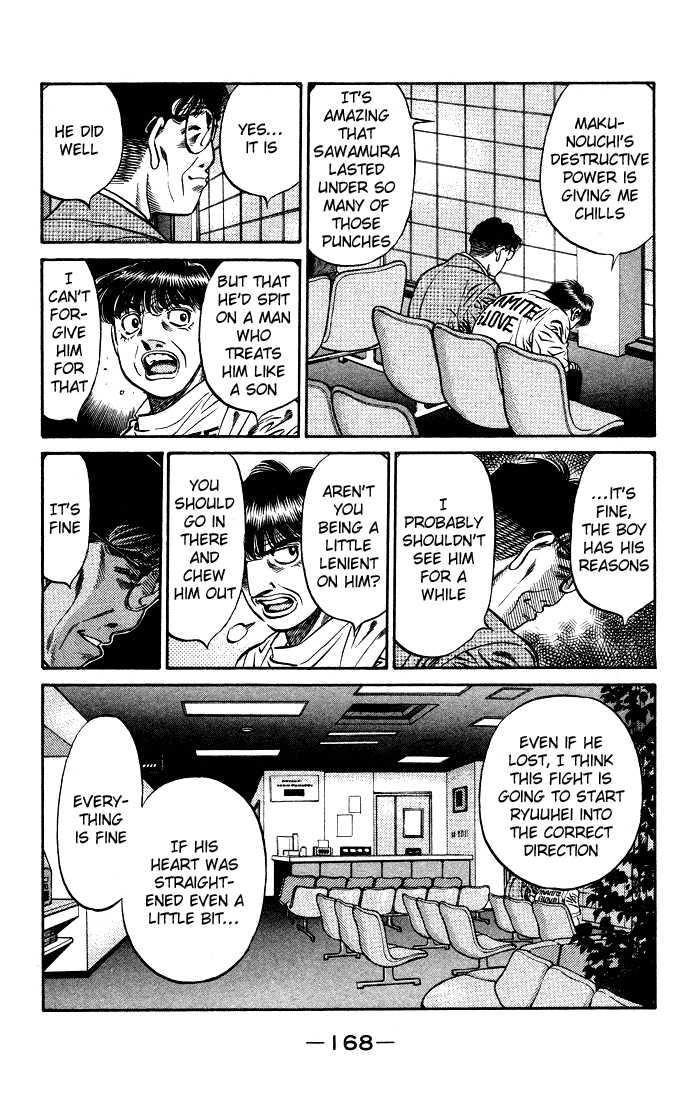 MAKU-
NOUCHI'S
DESTRUCTIVE
POWER IS
GIVING ME
CHILLS
IT'S
AMAZING
THAT
SAWAMURA
LASTED
UNDER SO
MANY OF
THOSE
PUNCHES
AMITE
GLOVE
YES...
IT IS
HE DID
WELL
BUT THAT
HE'D SPIT
ON A MAN
WHO
TREATS
HIM LIKE
A SON
I
CAN'T
FOR-
GIVE
HIM
FOR
THAT
...IT'S
FINE,
THE BOY
HAS HIS
REASONS
I
PROBABLY
SHOULDN'T
SEE HIM
FOR A
WHILE
AREN'T
YOU
BEING A
LITTLE
LENIENT
ON HIM?
YOU
SHOULD
GO IN
THERE
AND
CHEW
HIM OUT
IT'S
FINE
EVEN IF HE
LOST, I THINK
THIS FIGHT IS
GOING TO START
RYUUHEI INTO
THE CORRECT
DIRECTION
IF HIS
HEART WAS
STRAIGHT-
ENED EVEN A
LITTLE BIT...
EVERY-
THING
IS FINE
—168—